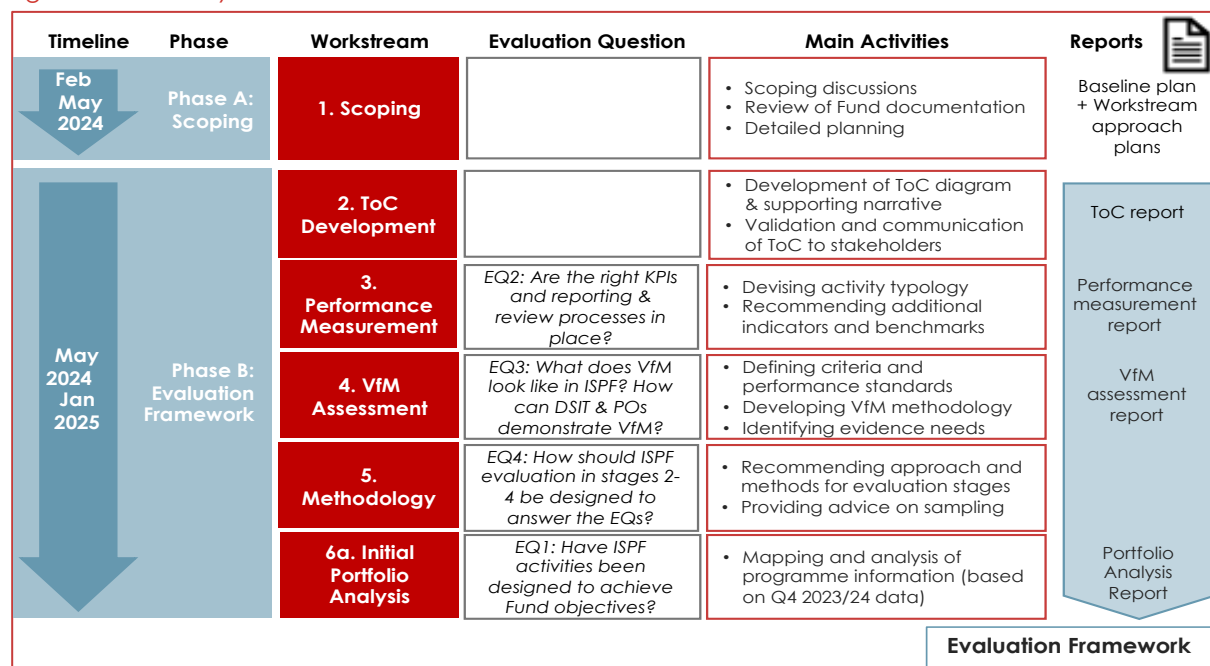 Timeline
Phase
Workstream
Evaluation Question
Main Activities
Reports
Feb
May
2024
Phase A:
Scoping
1. Scoping
• Scoping discussions
• Review of Fund documentation
• Detailed planning
Baseline plan
+ Workstream
approach
plans
May
2024
Jan
2025
Phase B:
Evaluation
Framework
2. ToC
Development
• Development of ToC diagram
& supporting narrative
• Validation and communication
of ToC to stakeholders
ToC report
3.
Performance
Measurement
EQ2: Are the right KPIs
and reporting &
review processes in
place?
• Devising activity typology
• Recommending additional
indicators and benchmarks
Performance
measurement
report
4. VfM
Assessment
EQ3: What does VfM
look like in ISPF? How
can DSIT & POs
demonstrate VfM?
• Defining criteria and
performance standards
• Developing VfM methodology
• Identifying evidence needs
VfM
assessment
report
5.
Methodology
EQ4: How should ISPF
evaluation in stages 2-
4 be designed to
answer the EQs?
• Recommending approach and
methods for evaluation stages
• Providing advice on sampling
6a. Initial
Portfolio
Analysis
EQ1: Have ISPF
activities been
designed to achieve
Fund objectives?
• Mapping and analysis of
programme information (based
on Q4 2023/24 data)
Portfolio
Analysis
Report
Evaluation Framework